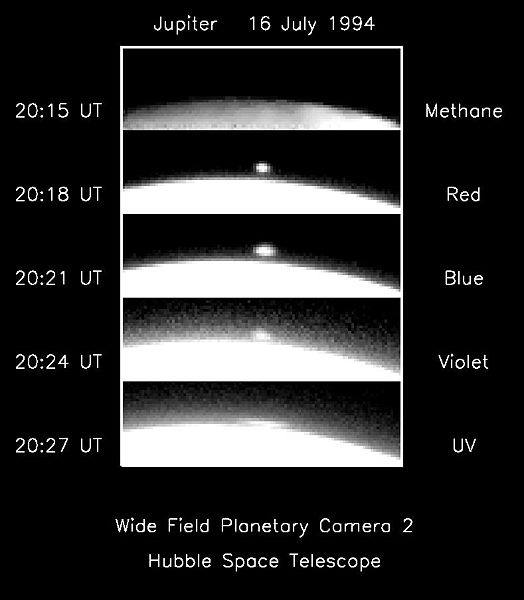 Jupiter 16 July 1994
20:15 UT Methane
20:18 UT Red
20:21 UT Blue
20:24 UT Violet
20:27 UT UV
Wide Field Planetary Camera 2
Hubble Space Telescope